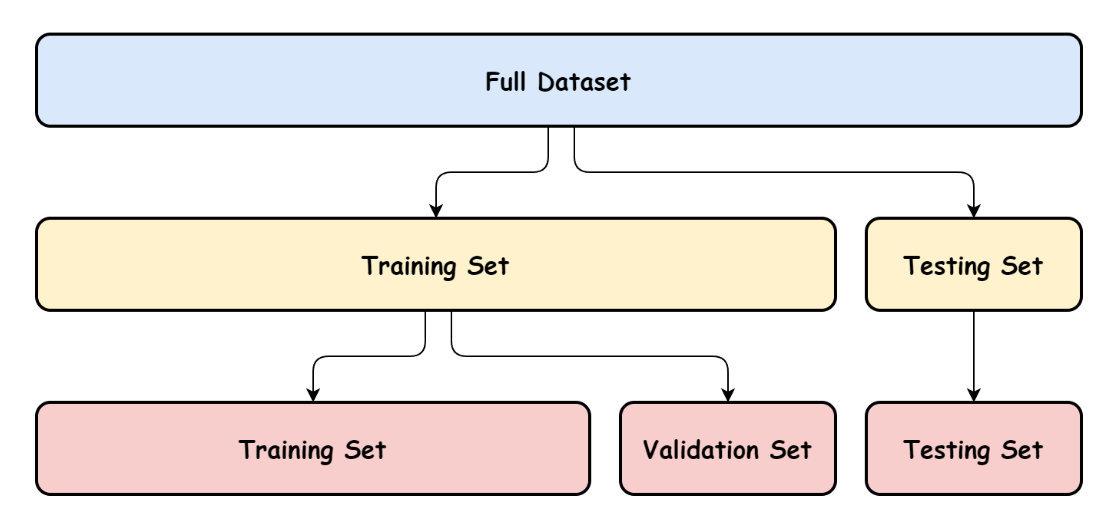 Full Dataset
Training Set
Testing Set
Training Set
Validation Set
Testing Set